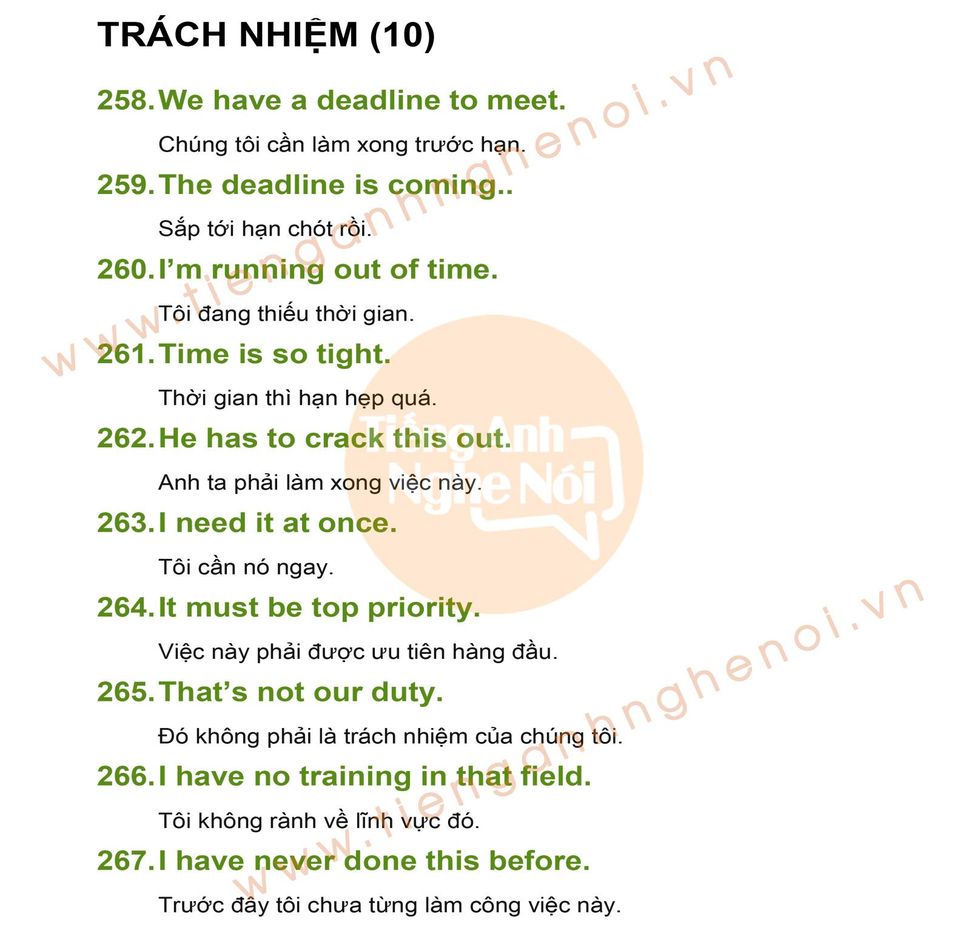 TRÁCH NHIỆM (10)
258. We have a deadline to meet.
Chúng tôi cần làm xong trước hạn.
259. The deadline is coming..
Sắp tới hạn chót rồi.
260. I’m running out of time.
Tôi đang thiếu thời gian.
261. Time is so tight.
Thời gian thì hạn hẹp quá.
262. He has to crack this out.
Anh ta phải làm xong việc này.
263. I need it at once.
Tôi cần nó ngay.
264. It must be top priority.
Việc này phải được ưu tiên hàng đầu.
265. That’s not our duty.
Đó không phải là trách nhiệm của chúng tôi.
266. I have no training in that field.
Tôi không rành về lĩnh vực đó.
267. I have never done this before.
Trước đây tôi chưa từng làm công việc này.
www.tienganhnghenoi.vn
Tiếng Anh
Nghe Nói
www.tienganhnghenoi.vn